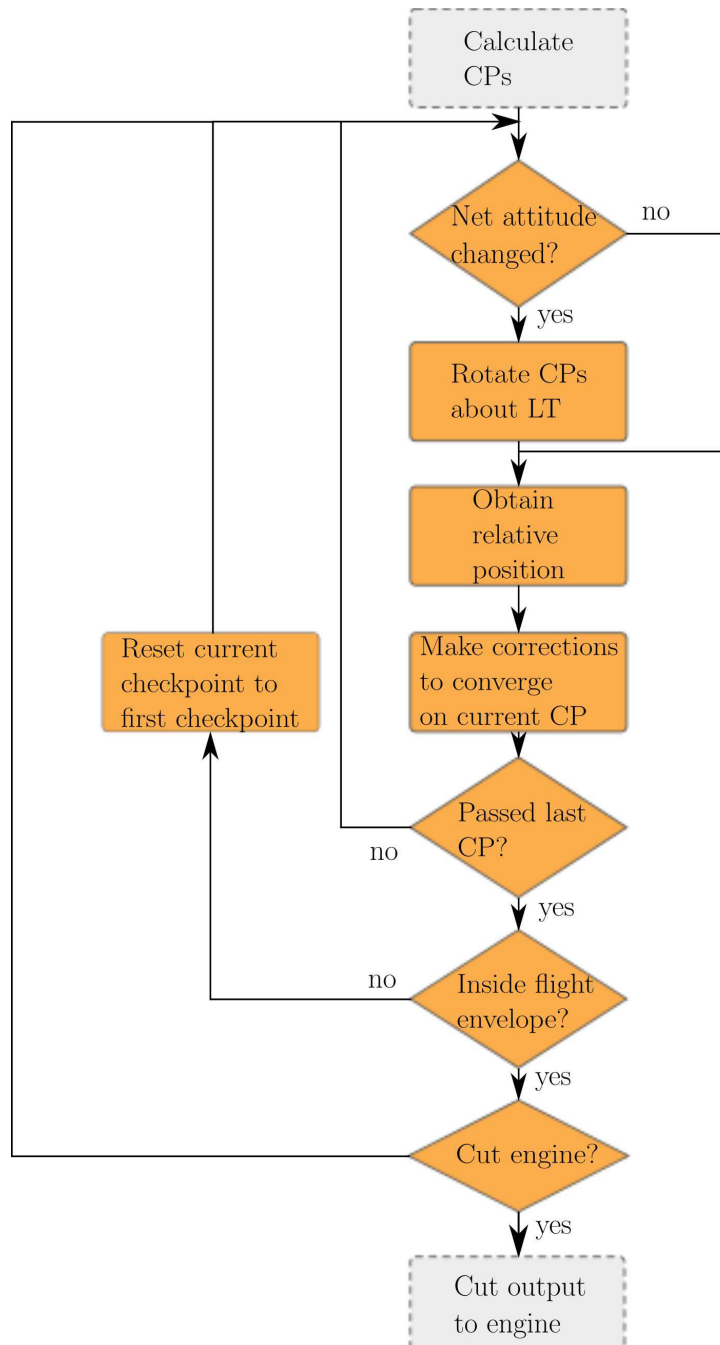 Calculate
CPs
Net attitude
changed?
no
yes
Rotate CPs
about LT
Obtain
relative
position
Reset current
checkpoint to
first checkpoint
Make corrections
to converge
on current CP
Passed last
CP?
no
yes
Inside flight
envelope?
no
yes
Cut engine?
yes
Cut output
to engine